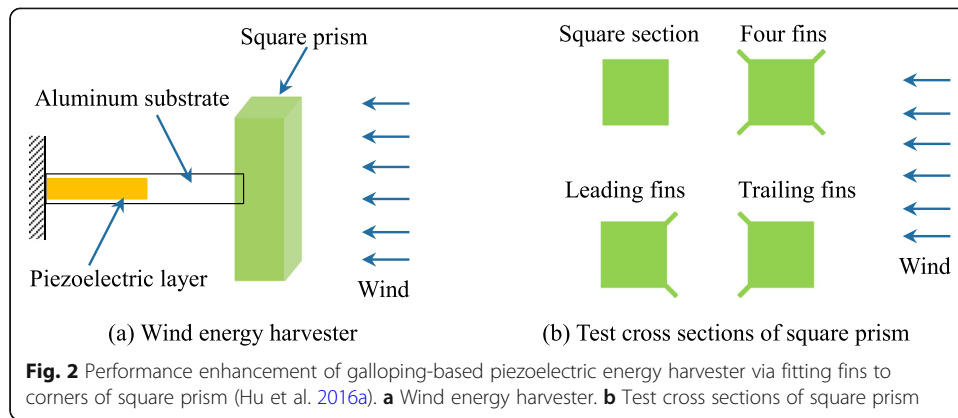 Square prism
Aluminum substrate
Piezoelectric layer
Wind
(a) Wind energy harvester
Square section
Four fins
Leading fins
Trailing fins
Wind
(b) Test cross sections of square prism
Fig. 2 Performance enhancement of galloping-based piezoelectric energy harvester via fitting fins to
corners of square prism (Hu et al. 2016a). a Wind energy harvester. b Test cross sections of square prism